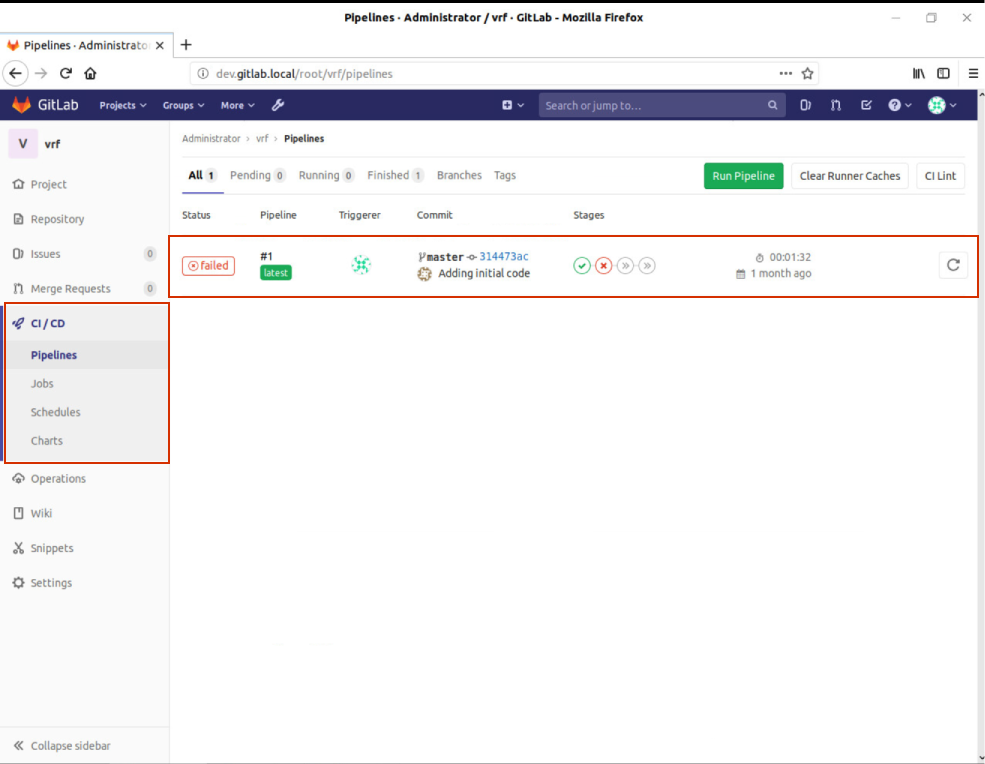 Pipelines · Administrator / vrf · GitLab - Mozilla Firefox
Pipelines · Administrato
dev.gitlab.local/root/vrf/pipelines
GitLab Projects Groups More Search or jump to...
V vrf
Administrator > vrf > Pipelines
All 1 Pending 0 Running 0 Finished 1 Branches Tags Run Pipeline Clear Runner Caches CI Lint
Project
Status Pipeline Triggerer Commit Stages
Repository
Issues 0
failed #1 master 314473ac 00:01:32
latest Adding initial code 1 month ago
Merge Requests 0
CI / CD
Pipelines
Jobs
Schedules
Charts
Operations
Wiki
Snippets
Settings
Collapse sidebar